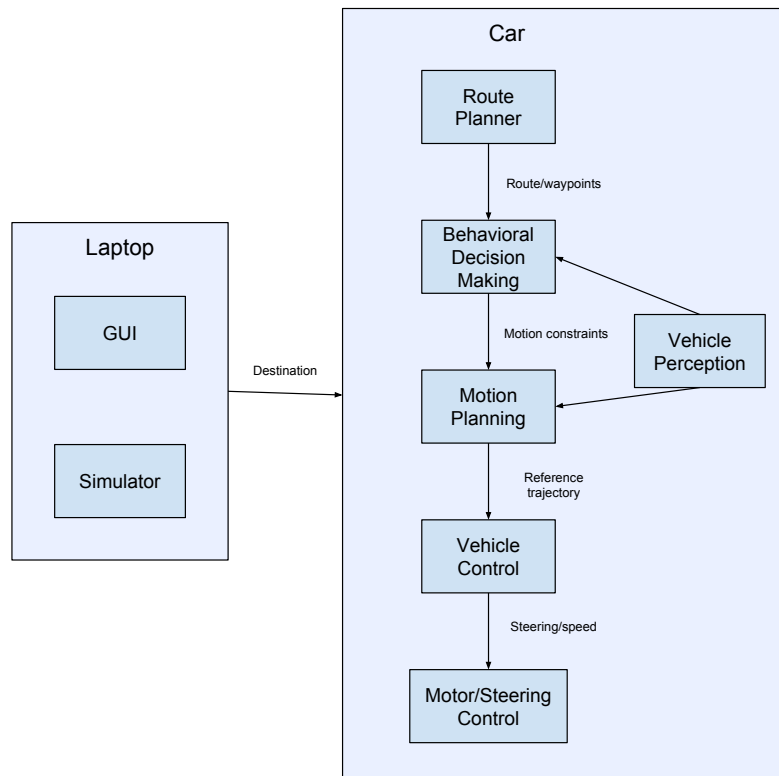 Car
Route
Planner
Route/waypoints
Laptop
Behavioral
Decision
Making
GUI
Motion constraints
Vehicle
Perception
Destination
Motion
Planning
Simulator
Reference
trajectory
Vehicle
Control
Steering/speed
Motor/Steering
Control